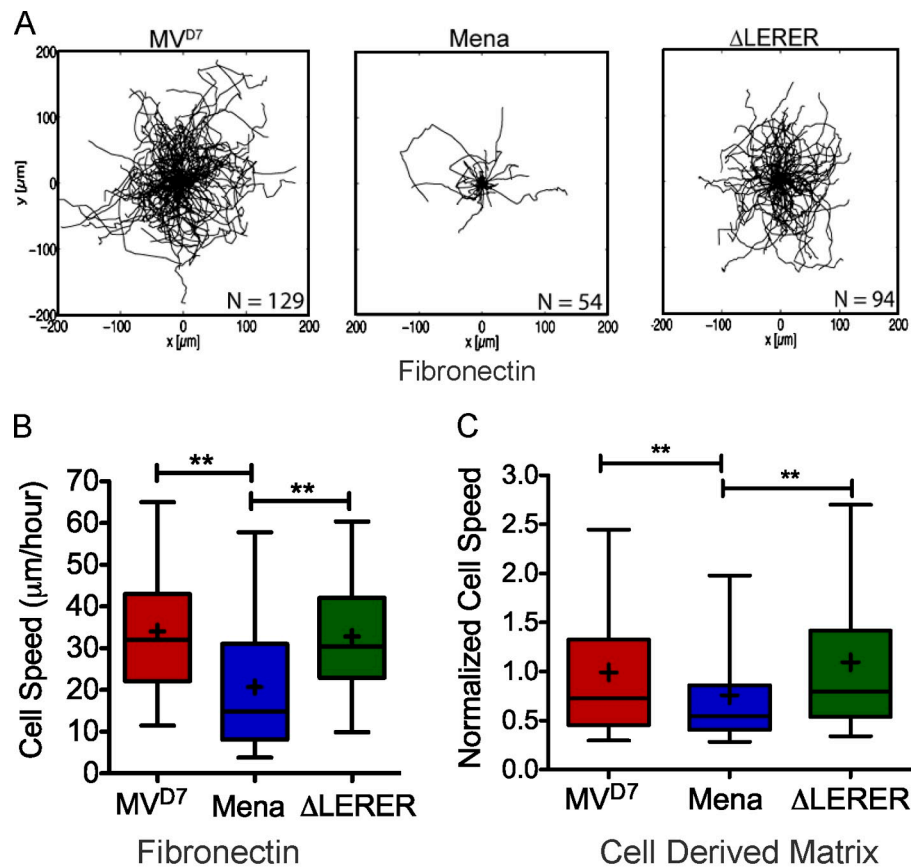 A
MV^D7 Mena ΔLERER
200
100
0
−100
−200
y [μm]
N = 129 N = 54 N = 94
−200 −100 0 100 200 −200 −100 0 100 200 −200 −100 0 100 200
x [μm] x [μm] x [μm]
Fibronectin
B
** **
Cell Speed (μm/hour)
70
60
50
40
30
20
10
0
MV^D7 Mena ΔLERER
Fibronectin
C
** **
Normalized Cell Speed
3.0
2.5
2.0
1.5
1.0
0.5
0.0
MV^D7 Mena ΔLERER
Cell Derived Matrix